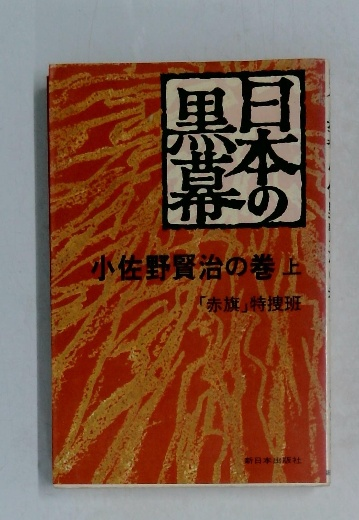 日本の
黒幕
小佐野賢治の巻 上
「赤旗」特捜班
新日本出版社